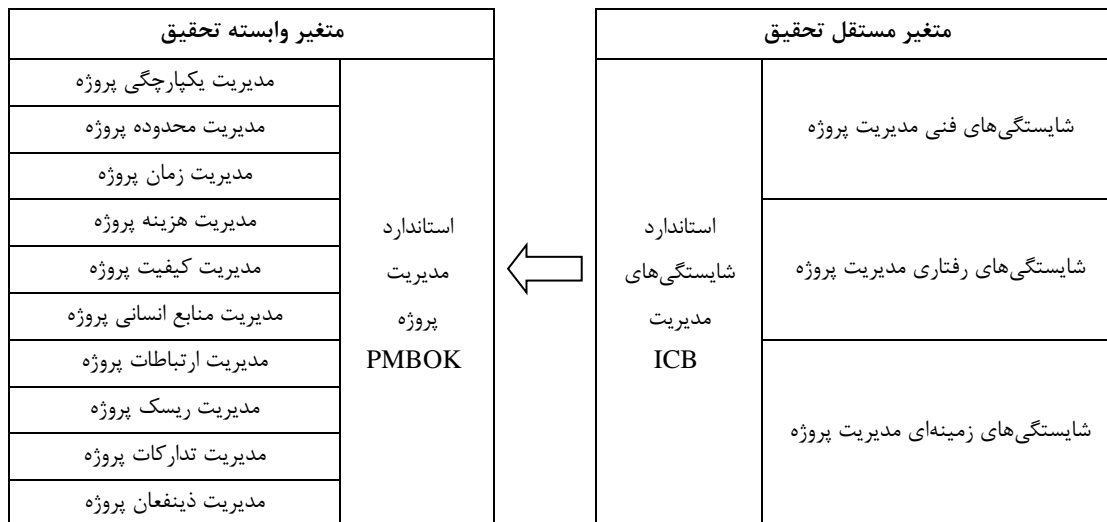 متغیر مستقل تحقیق
شایستگی‌های فنی مدیریت پروژه
شایستگی‌های رفتاری مدیریت پروژه
شایستگی‌های زمینه‌ای مدیریت پروژه
استاندارد
شایستگی‌های
مدیریت
ICB
متغیر وابسته تحقیق
استاندارد
مدیریت
پروژه
PMBOK
مدیریت یکپارچگی پروژه
مدیریت محدوده پروژه
مدیریت زمان پروژه
مدیریت هزینه پروژه
مدیریت کیفیت پروژه
مدیریت منابع انسانی پروژه
مدیریت ارتباطات پروژه
مدیریت ریسک پروژه
مدیریت تدارکات پروژه
مدیریت ذینفعان پروژه